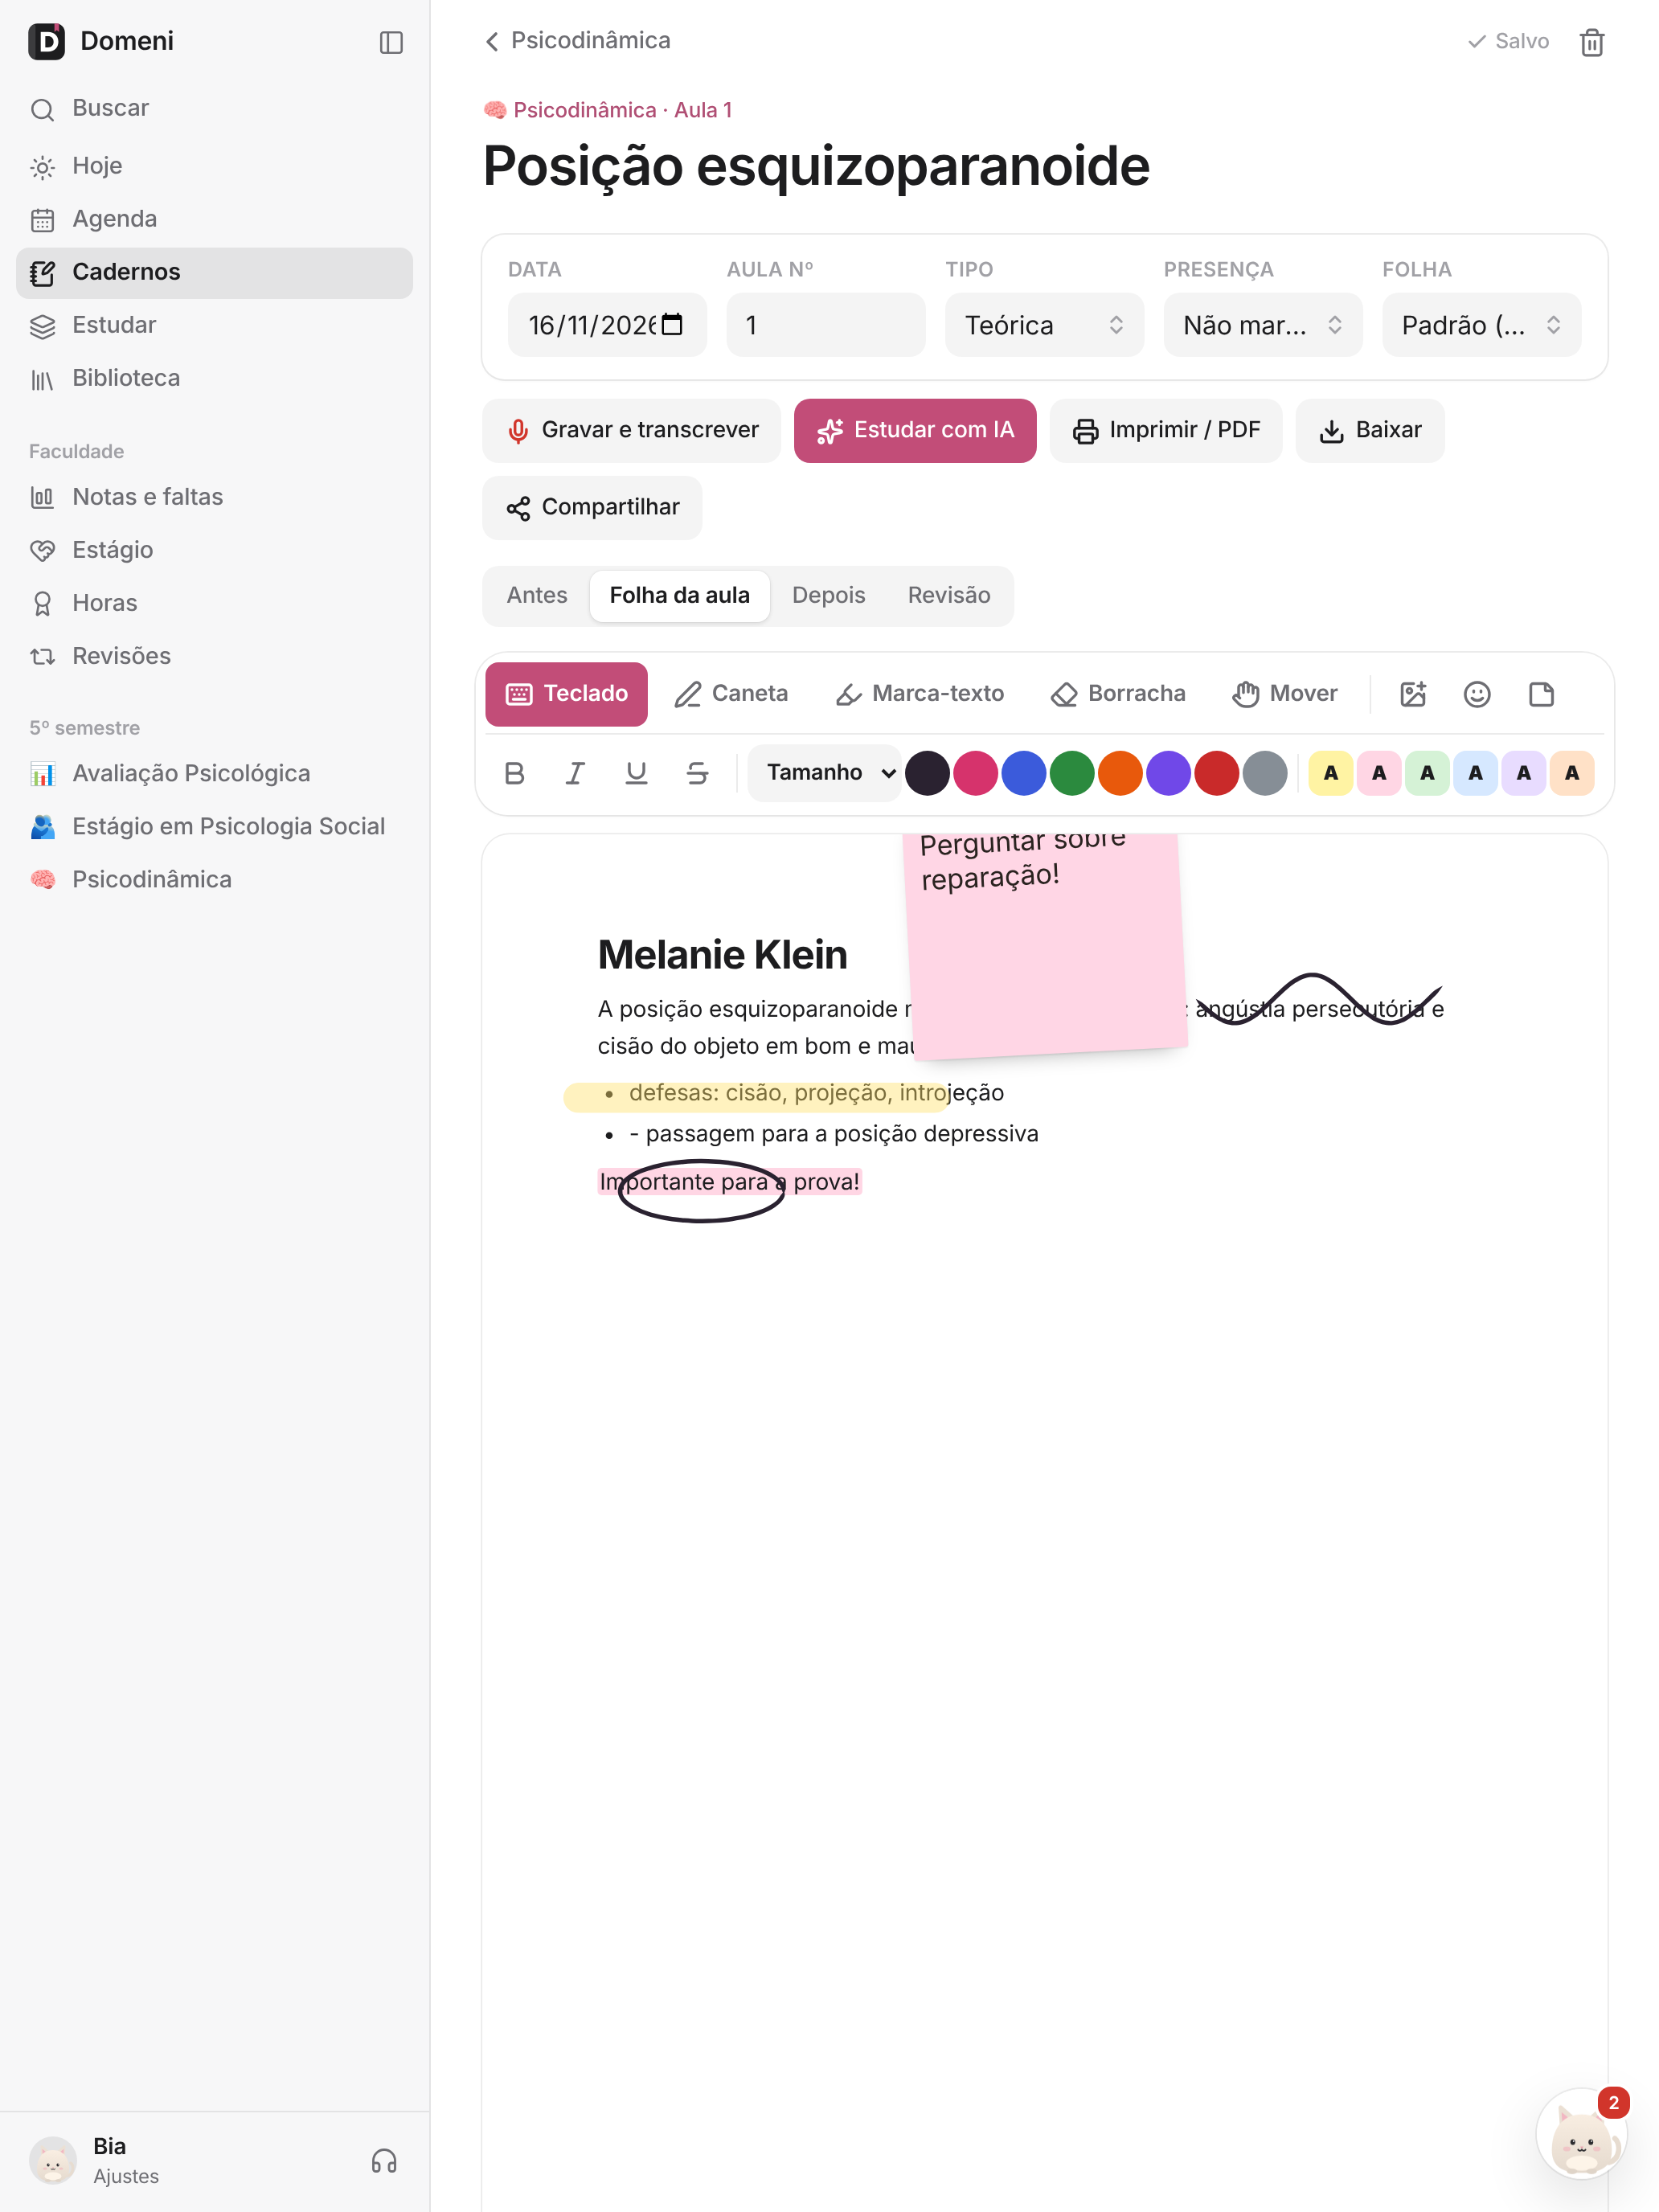 Domeni
Buscar
Hoje
Agenda
Cadernos
Estudar
Biblioteca
Faculdade
Notas e faltas
Estágio
Horas
Revisões
5º semestre
Avaliação Psicológica
Estágio em Psicologia Social
Psicodinâmica
Bia
Ajustes
Psicodinâmica
Salvo
Psicodinâmica · Aula 1
Posição esquizoparanoide
DATA AULA Nº TIPO PRESENÇA FOLHA
16/11/2026 1 Teórica Não mar... Padrão (...
Gravar e transcrever Estudar com IA Imprimir / PDF Baixar
Compartilhar
Antes Folha da aula Depois Revisão
Teclado Caneta Marca-texto Borracha Mover
B I U S Tamanho A A A A A A
Perguntar sobre
reparação!
Melanie Klein
A posição esquizoparanoide : angústia persecutória e
cisão do objeto em bom e
• defesas: cisão, projeção, introjeção
• - passagem para a posição depressiva
Importante para a prova!
2